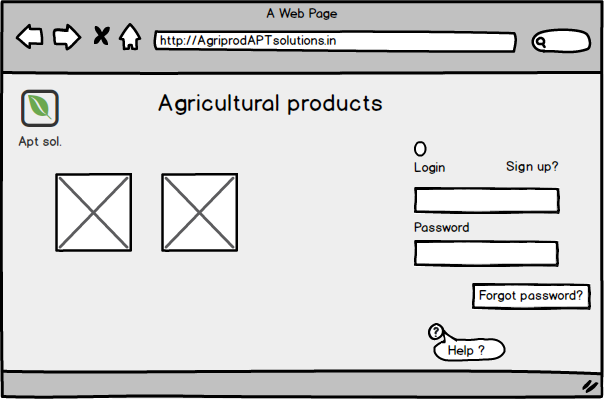 A Web Page
http://AgriprodAPTsolutions.in
Agricultural products
Apt sol.
Login
Sign up?
Password
Forgot password?
?
Help ?